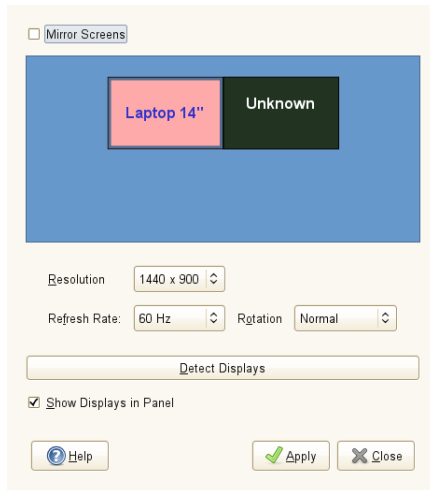 Mirror Screens
Laptop 14"
Unknown
Resolution
1440 x 900
Refresh Rate:
60 Hz
Rotation
Normal
Detect Displays
Show Displays in Panel
Help
Apply
Close